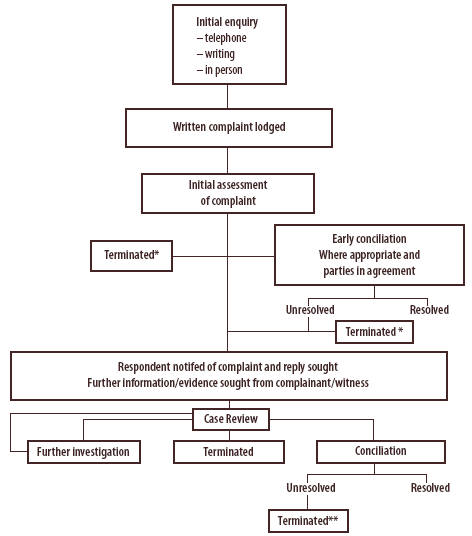 Initial enquiry
– telephone
– writing
– in person
Written complaint lodged
Initial assessment
of complaint
Terminated*
Early conciliation
Where appropriate and
parties in agreement
Unresolved
Resolved
Terminated *
Respondent notifed of complaint and reply sought
Further information/evidence sought from complainant/witness
Case Review
Further investigation
Terminated
Conciliation
Unresolved
Resolved
Terminated**